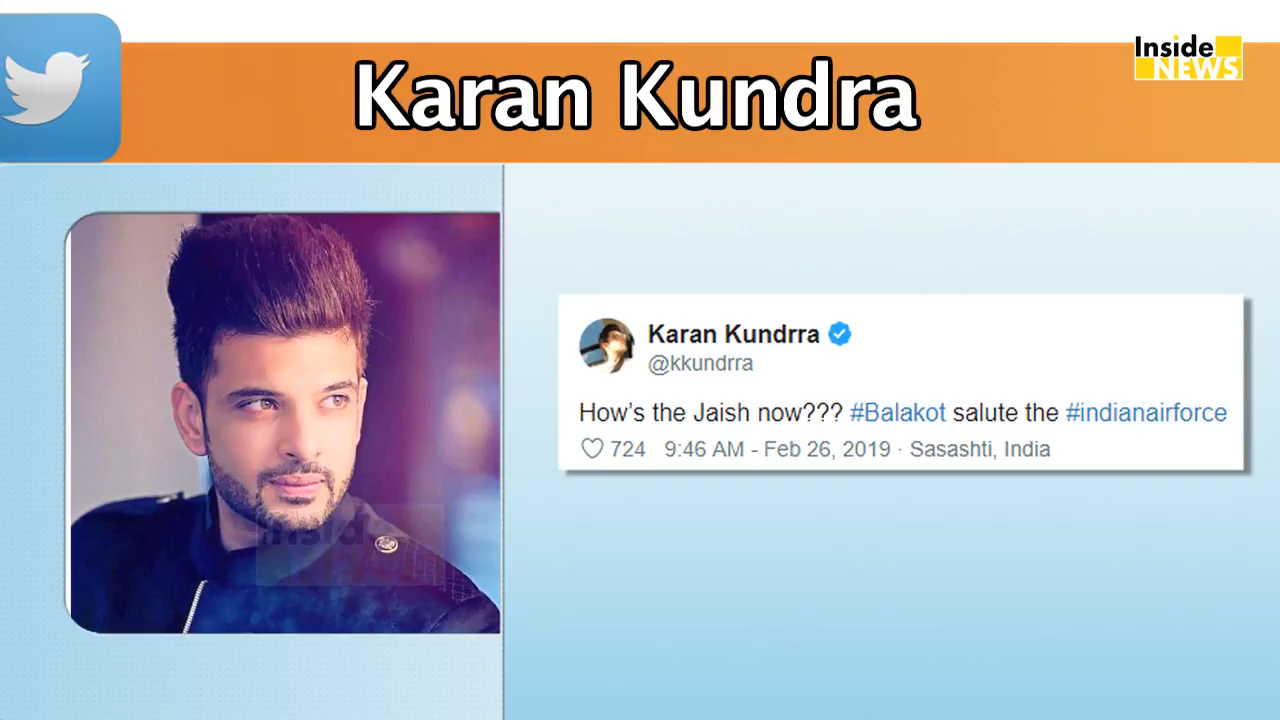 Karan Kundra
Inside
NEWS
Karan Kundrra
@kkundrra
How's the Jaish now??? #Balakot salute the #indianairforce
724 9:46 AM - Feb 26, 2019 · Sasashti, India
Inside